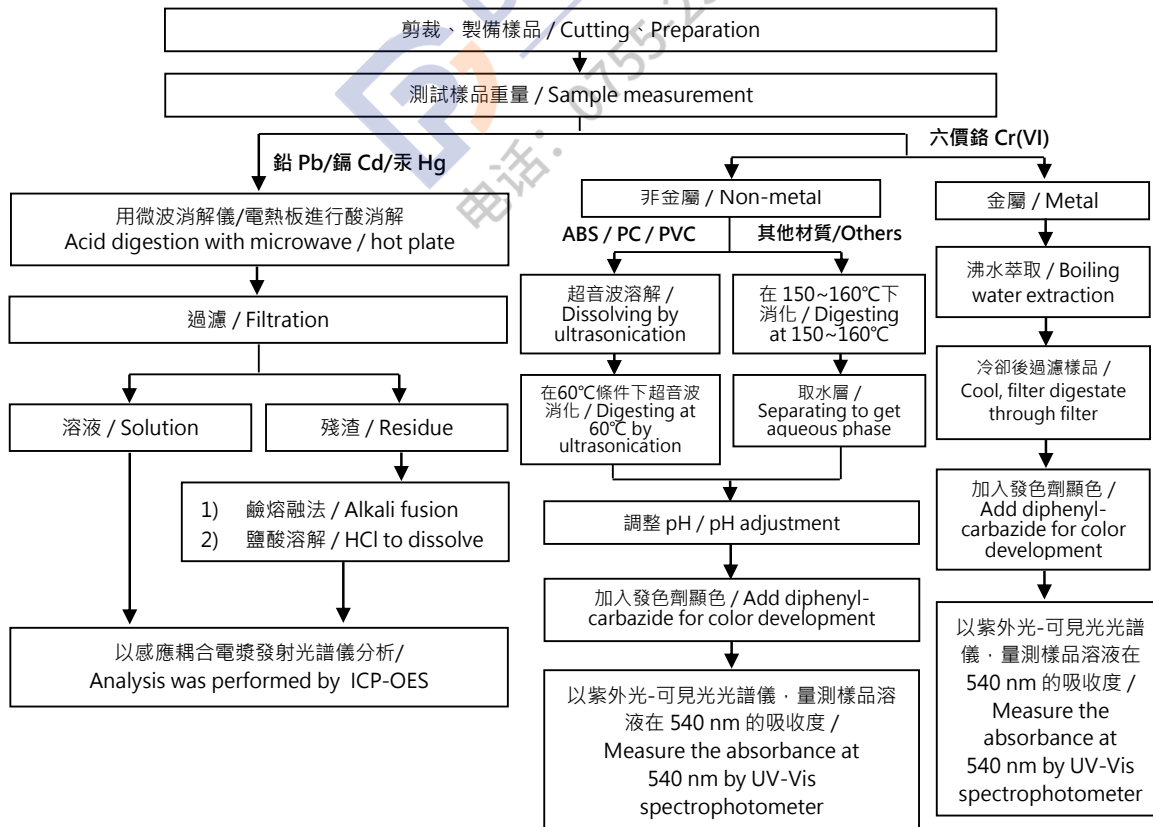 剪裁、製備樣品 / Cutting、Preparation
測試樣品重量 / Sample measurement
鉛 Pb/鎘 Cd/汞 Hg
六價鉻 Cr(VI)
用微波消解儀/電熱板進行酸消解
Acid digestion with microwave / hot plate
過濾 / Filtration
溶液 / Solution
殘渣 / Residue
1) 鹼熔融法 / Alkali fusion
2) 鹽酸溶解 / HCl to dissolve
以感應耦合電漿發射光譜儀分析/
Analysis was performed by ICP-OES
非金屬 / Non-metal
ABS / PC / PVC
其他材質/Others
超音波溶解 /
Dissolving by
ultrasonication
在60℃條件下超音波
消化 / Digesting at
60℃ by
ultrasonication
在 150~160℃下
消化 / Digesting
at 150~160℃
取水層 /
Separating to get
aqueous phase
調整 pH / pH adjustment
加入發色劑顯色 / Add diphenyl-
carbazide for color development
以紫外光-可見光光譜儀，量測樣品溶
液在 540 nm 的吸收度 /
Measure the absorbance at
540 nm by UV-Vis
spectrophotometer
金屬 / Metal
沸水萃取 / Boiling
water extraction
冷卻後過濾樣品 /
Cool, filter digestate
through filter
加入發色劑顯色 /
Add diphenyl-
carbazide for color
development
以紫外光-可見光光譜
儀，量測樣品溶液在
540 nm 的吸收度 /
Measure the
absorbance at
540 nm by UV-Vis
spectrophotometer
电话：0755-2